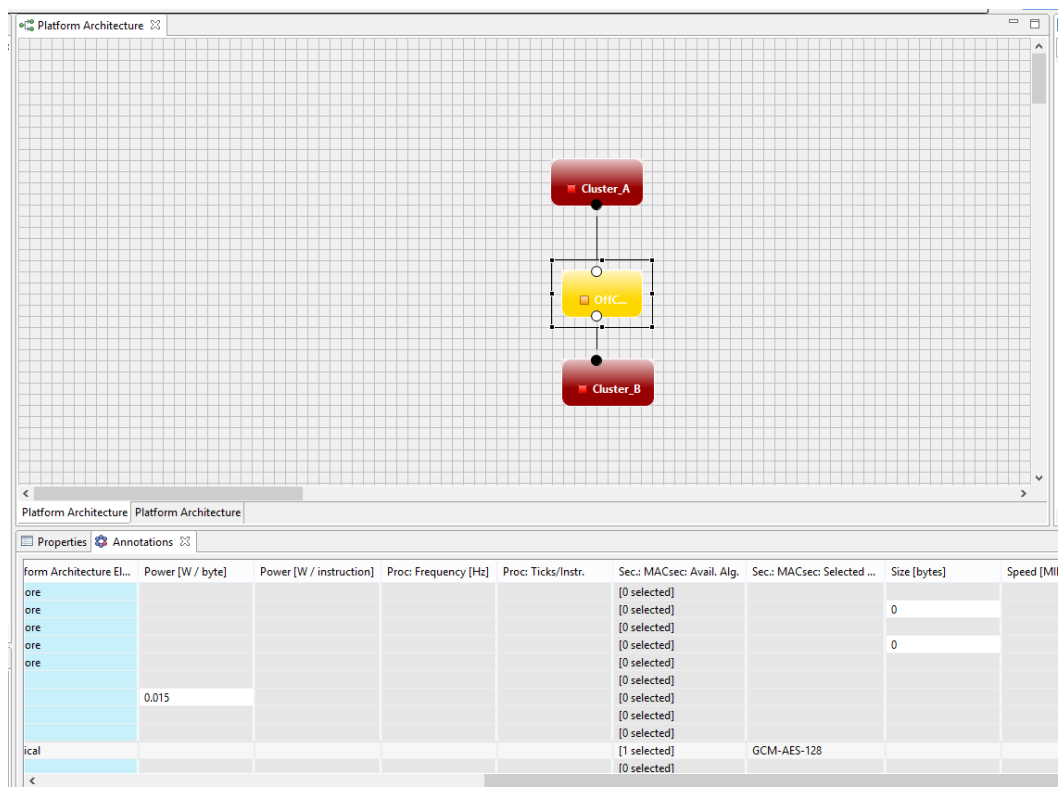 Platform Architecture
Cluster_A
OffC...
Cluster_B
Platform Architecture Platform Architecture
Properties Annotations
form Architecture El... Power [W / byte] Power [W / instruction] Proc: Frequency [Hz] Proc: Ticks/Instr. Sec.: MACsec: Avail. Alg. Sec.: MACsec: Selected ... Size [bytes] Speed [MI
ore [0 selected]
ore [0 selected] 0
ore [0 selected]
ore [0 selected] 0
ore [0 selected]
[0 selected]
0.015 [0 selected]
[0 selected]
[0 selected]
ical [1 selected] GCM-AES-128
[0 selected]